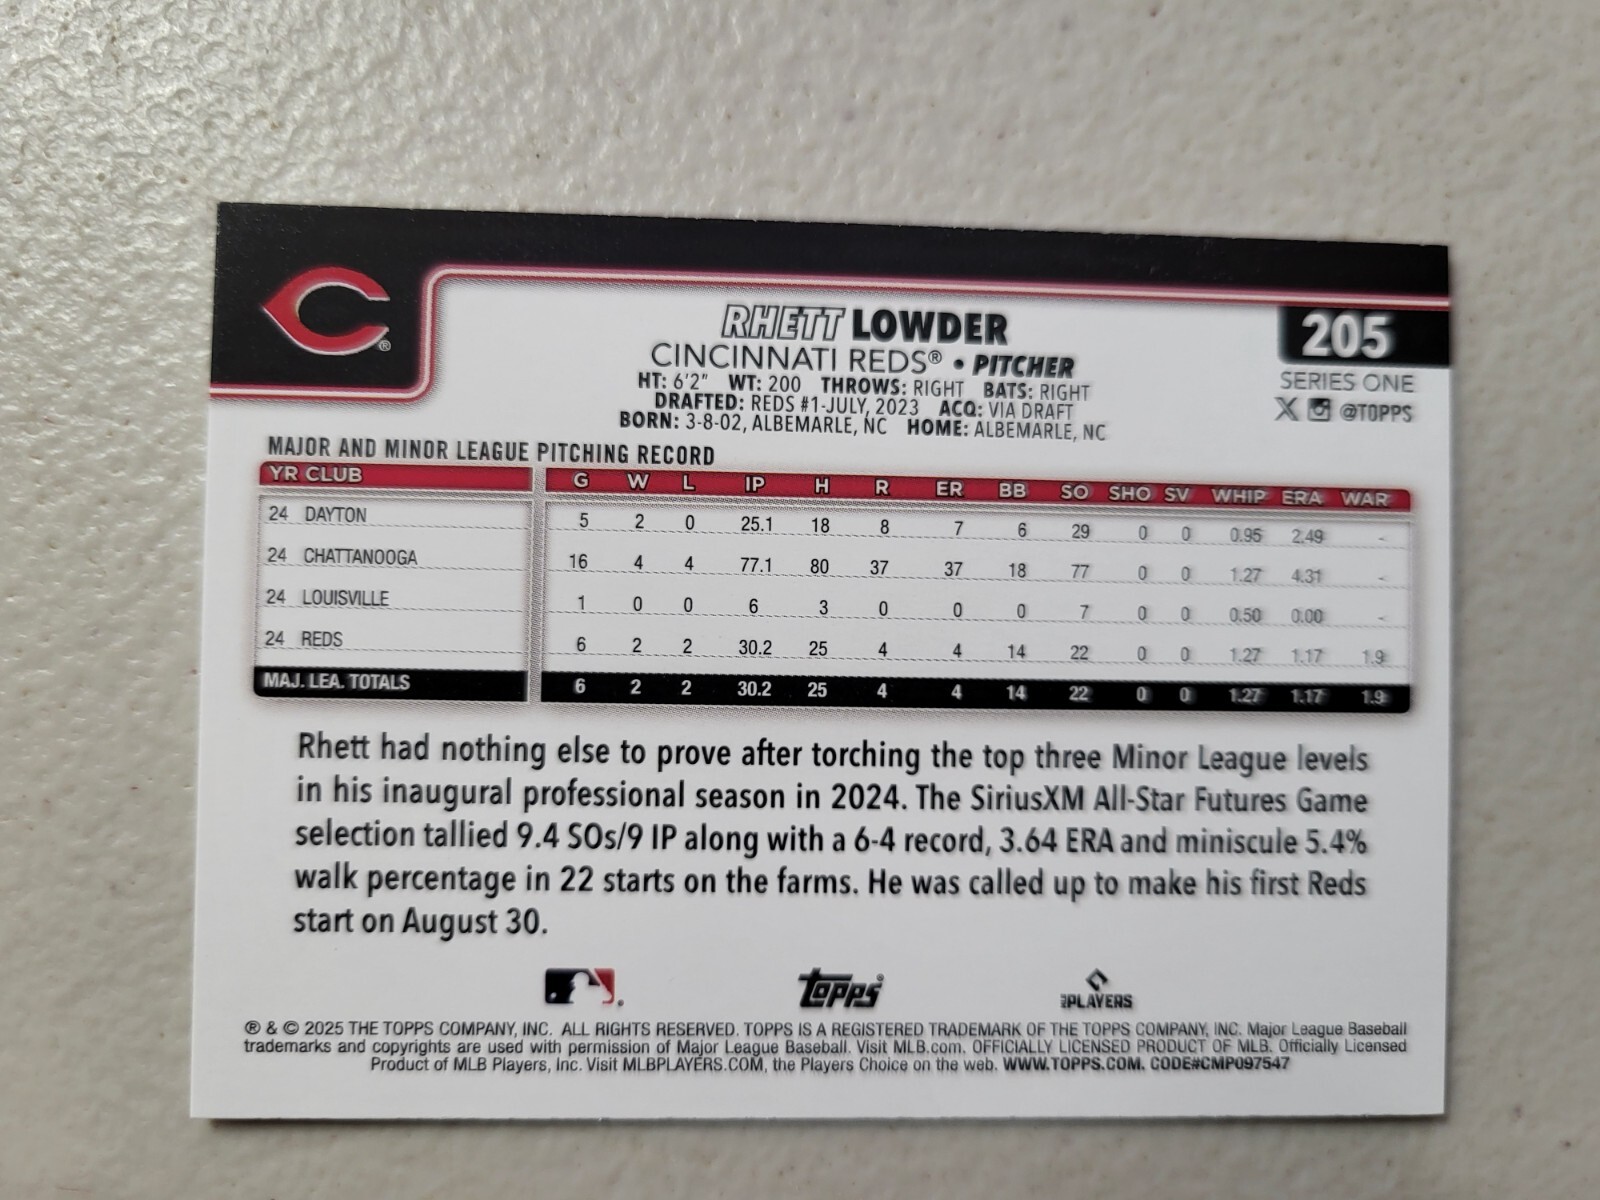 RHETT LOWDER
205
CINCINNATI REDS® • PITCHER
SERIES ONE
HT: 6'2" WT: 200 THROWS: RIGHT BATS: RIGHT
DRAFTED: REDS #1-JULY, 2023 ACQ: VIA DRAFT
@TOPPS
BORN: 3-8-02, ALBEMARLE, NC HOME: ALBEMARLE, NC
MAJOR AND MINOR LEAGUE PITCHING RECORD
YR CLUB G W L IP H R ER BB SO SHO SV WHIP ERA WAR
24 DAYTON 5 2 0 25.1 18 8 7 6 29 0 0 0.95 2.49 -
24 CHATTANOOGA 16 4 4 77.1 80 37 37 18 77 0 0 1.27 4.31 -
24 LOUISVILLE 1 0 0 6 3 0 0 0 7 0 0 0.50 0.00 -
24 REDS 6 2 2 30.2 25 4 4 14 22 0 0 1.27 1.17 1.9
MAJ. LEA. TOTALS 6 2 2 30.2 25 4 4 14 22 0 0 1.27 1.17 1.9
Rhett had nothing else to prove after torching the top three Minor League levels
in his inaugural professional season in 2024. The SiriusXM All-Star Futures Game
selection tallied 9.4 SOs/9 IP along with a 6-4 record, 3.64 ERA and miniscule 5.4%
walk percentage in 22 starts on the farms. He was called up to make his first Reds
start on August 30.
Topps
PLAYERS
® & © 2025 THE TOPPS COMPANY, INC. ALL RIGHTS RESERVED. TOPPS IS A REGISTERED TRADEMARK OF THE TOPPS COMPANY, INC. Major League Baseball
trademarks and copyrights are used with permission of Major League Baseball. Visit MLB.com. OFFICIALLY LICENSED PRODUCT OF MLB. Officially Licensed
Product of MLB Players, Inc. Visit MLBPLAYERS.COM, the Players Choice on the web. WWW.TOPPS.COM. CODE#CMP097547